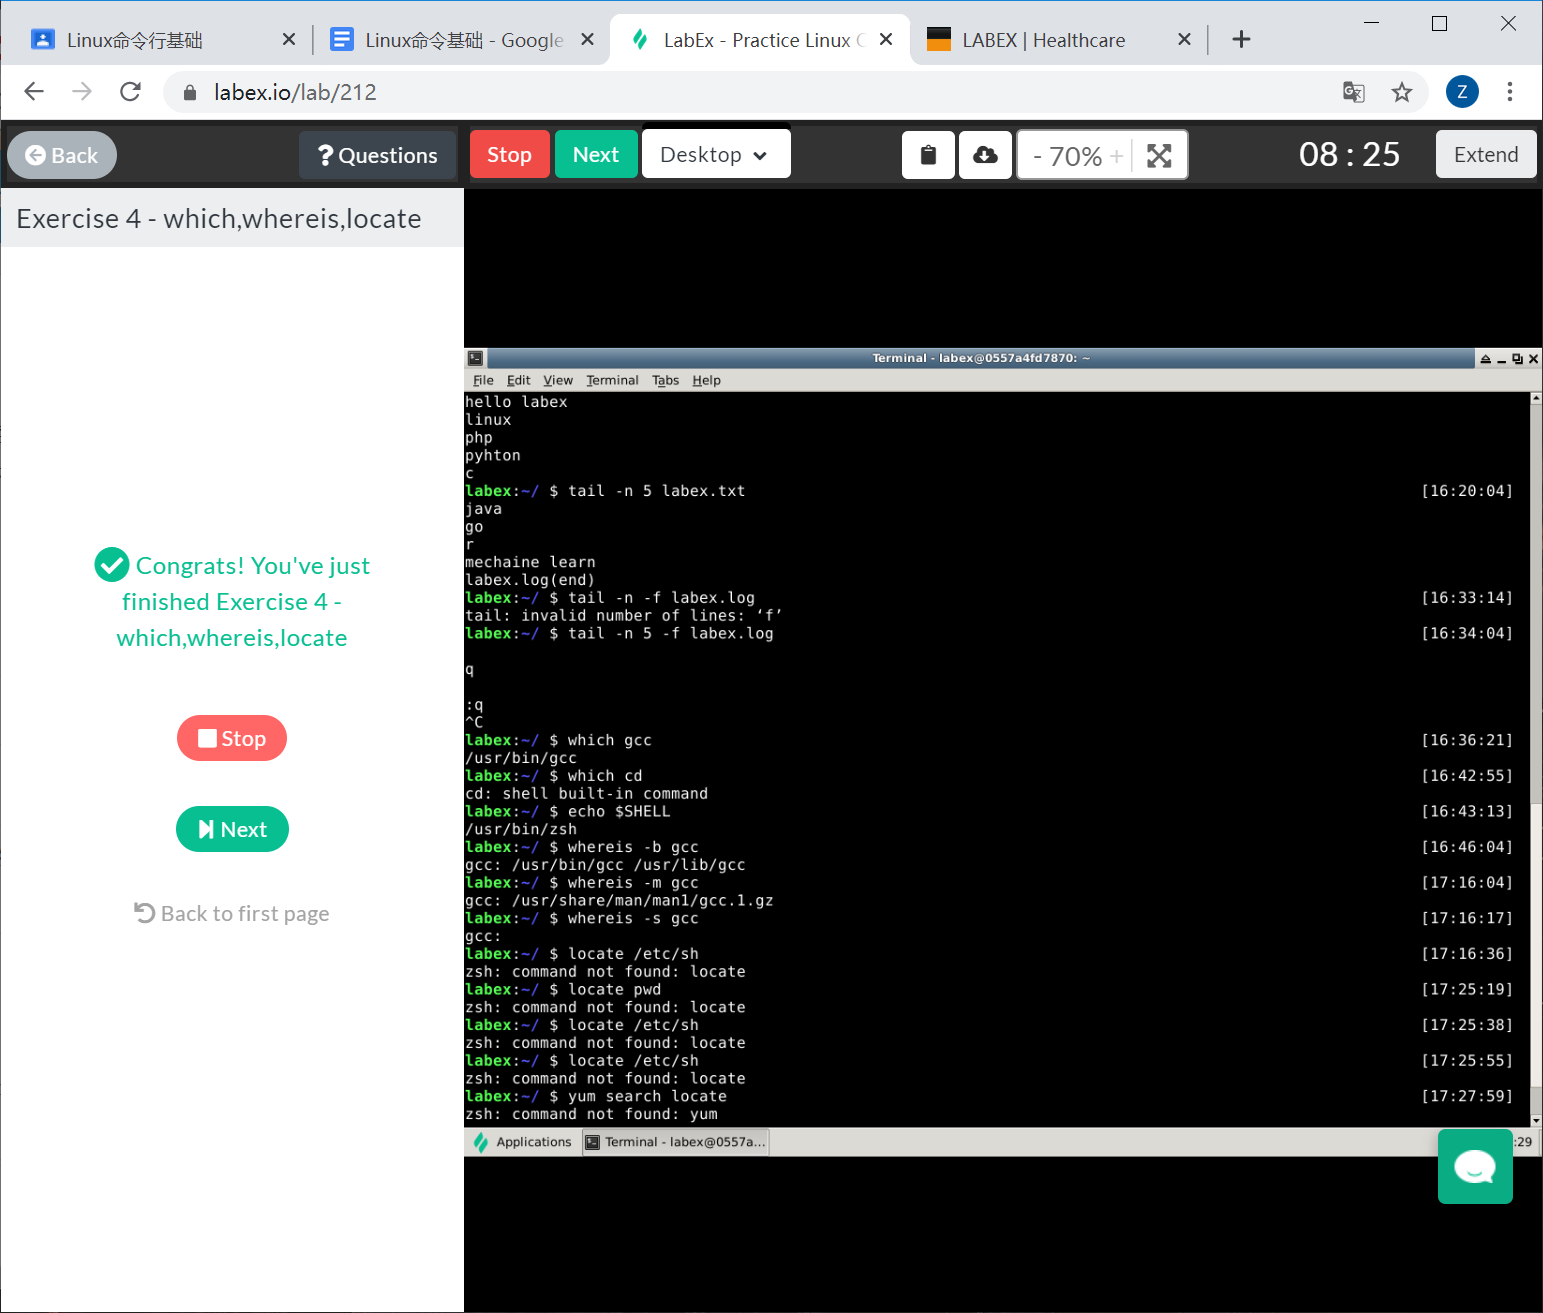 Linux命令行基础
Linux命令基础 - Google
LabEx - Practice Linux C
LABEX | Healthcare
labex.io/lab/212
Z
Back
? Questions
Stop
Next
Desktop
- 70% +
08 : 25
Extend
Exercise 4 - which,whereis,locate
Congrats! You've just
finished Exercise 4 -
which,whereis,locate
Stop
Next
Back to first page
Terminal - labex@0557a4fd7870: ~
File Edit View Terminal Tabs Help
hello labex
linux
php
pyhton
c
labex:~/ $ tail -n 5 labex.txt [16:20:04]
java
go
r
mechaine learn
labex.log(end)
labex:~/ $ tail -n -f labex.log [16:33:14]
tail: invalid number of lines: ‘f’
labex:~/ $ tail -n 5 -f labex.log [16:34:04]
q
:q
^C
labex:~/ $ which gcc [16:36:21]
/usr/bin/gcc
labex:~/ $ which cd [16:42:55]
cd: shell built-in command
labex:~/ $ echo $SHELL [16:43:13]
/usr/bin/zsh
labex:~/ $ whereis -b gcc [16:46:04]
gcc: /usr/bin/gcc /usr/lib/gcc
labex:~/ $ whereis -m gcc [17:16:04]
gcc: /usr/share/man/man1/gcc.1.gz
labex:~/ $ whereis -s gcc [17:16:17]
gcc:
labex:~/ $ locate /etc/sh [17:16:36]
zsh: command not found: locate
labex:~/ $ locate pwd [17:25:19]
zsh: command not found: locate
labex:~/ $ locate /etc/sh [17:25:38]
zsh: command not found: locate
labex:~/ $ locate /etc/sh [17:25:55]
zsh: command not found: locate
labex:~/ $ yum search locate [17:27:59]
zsh: command not found: yum
Applications
Terminal - labex@0557a...
:29